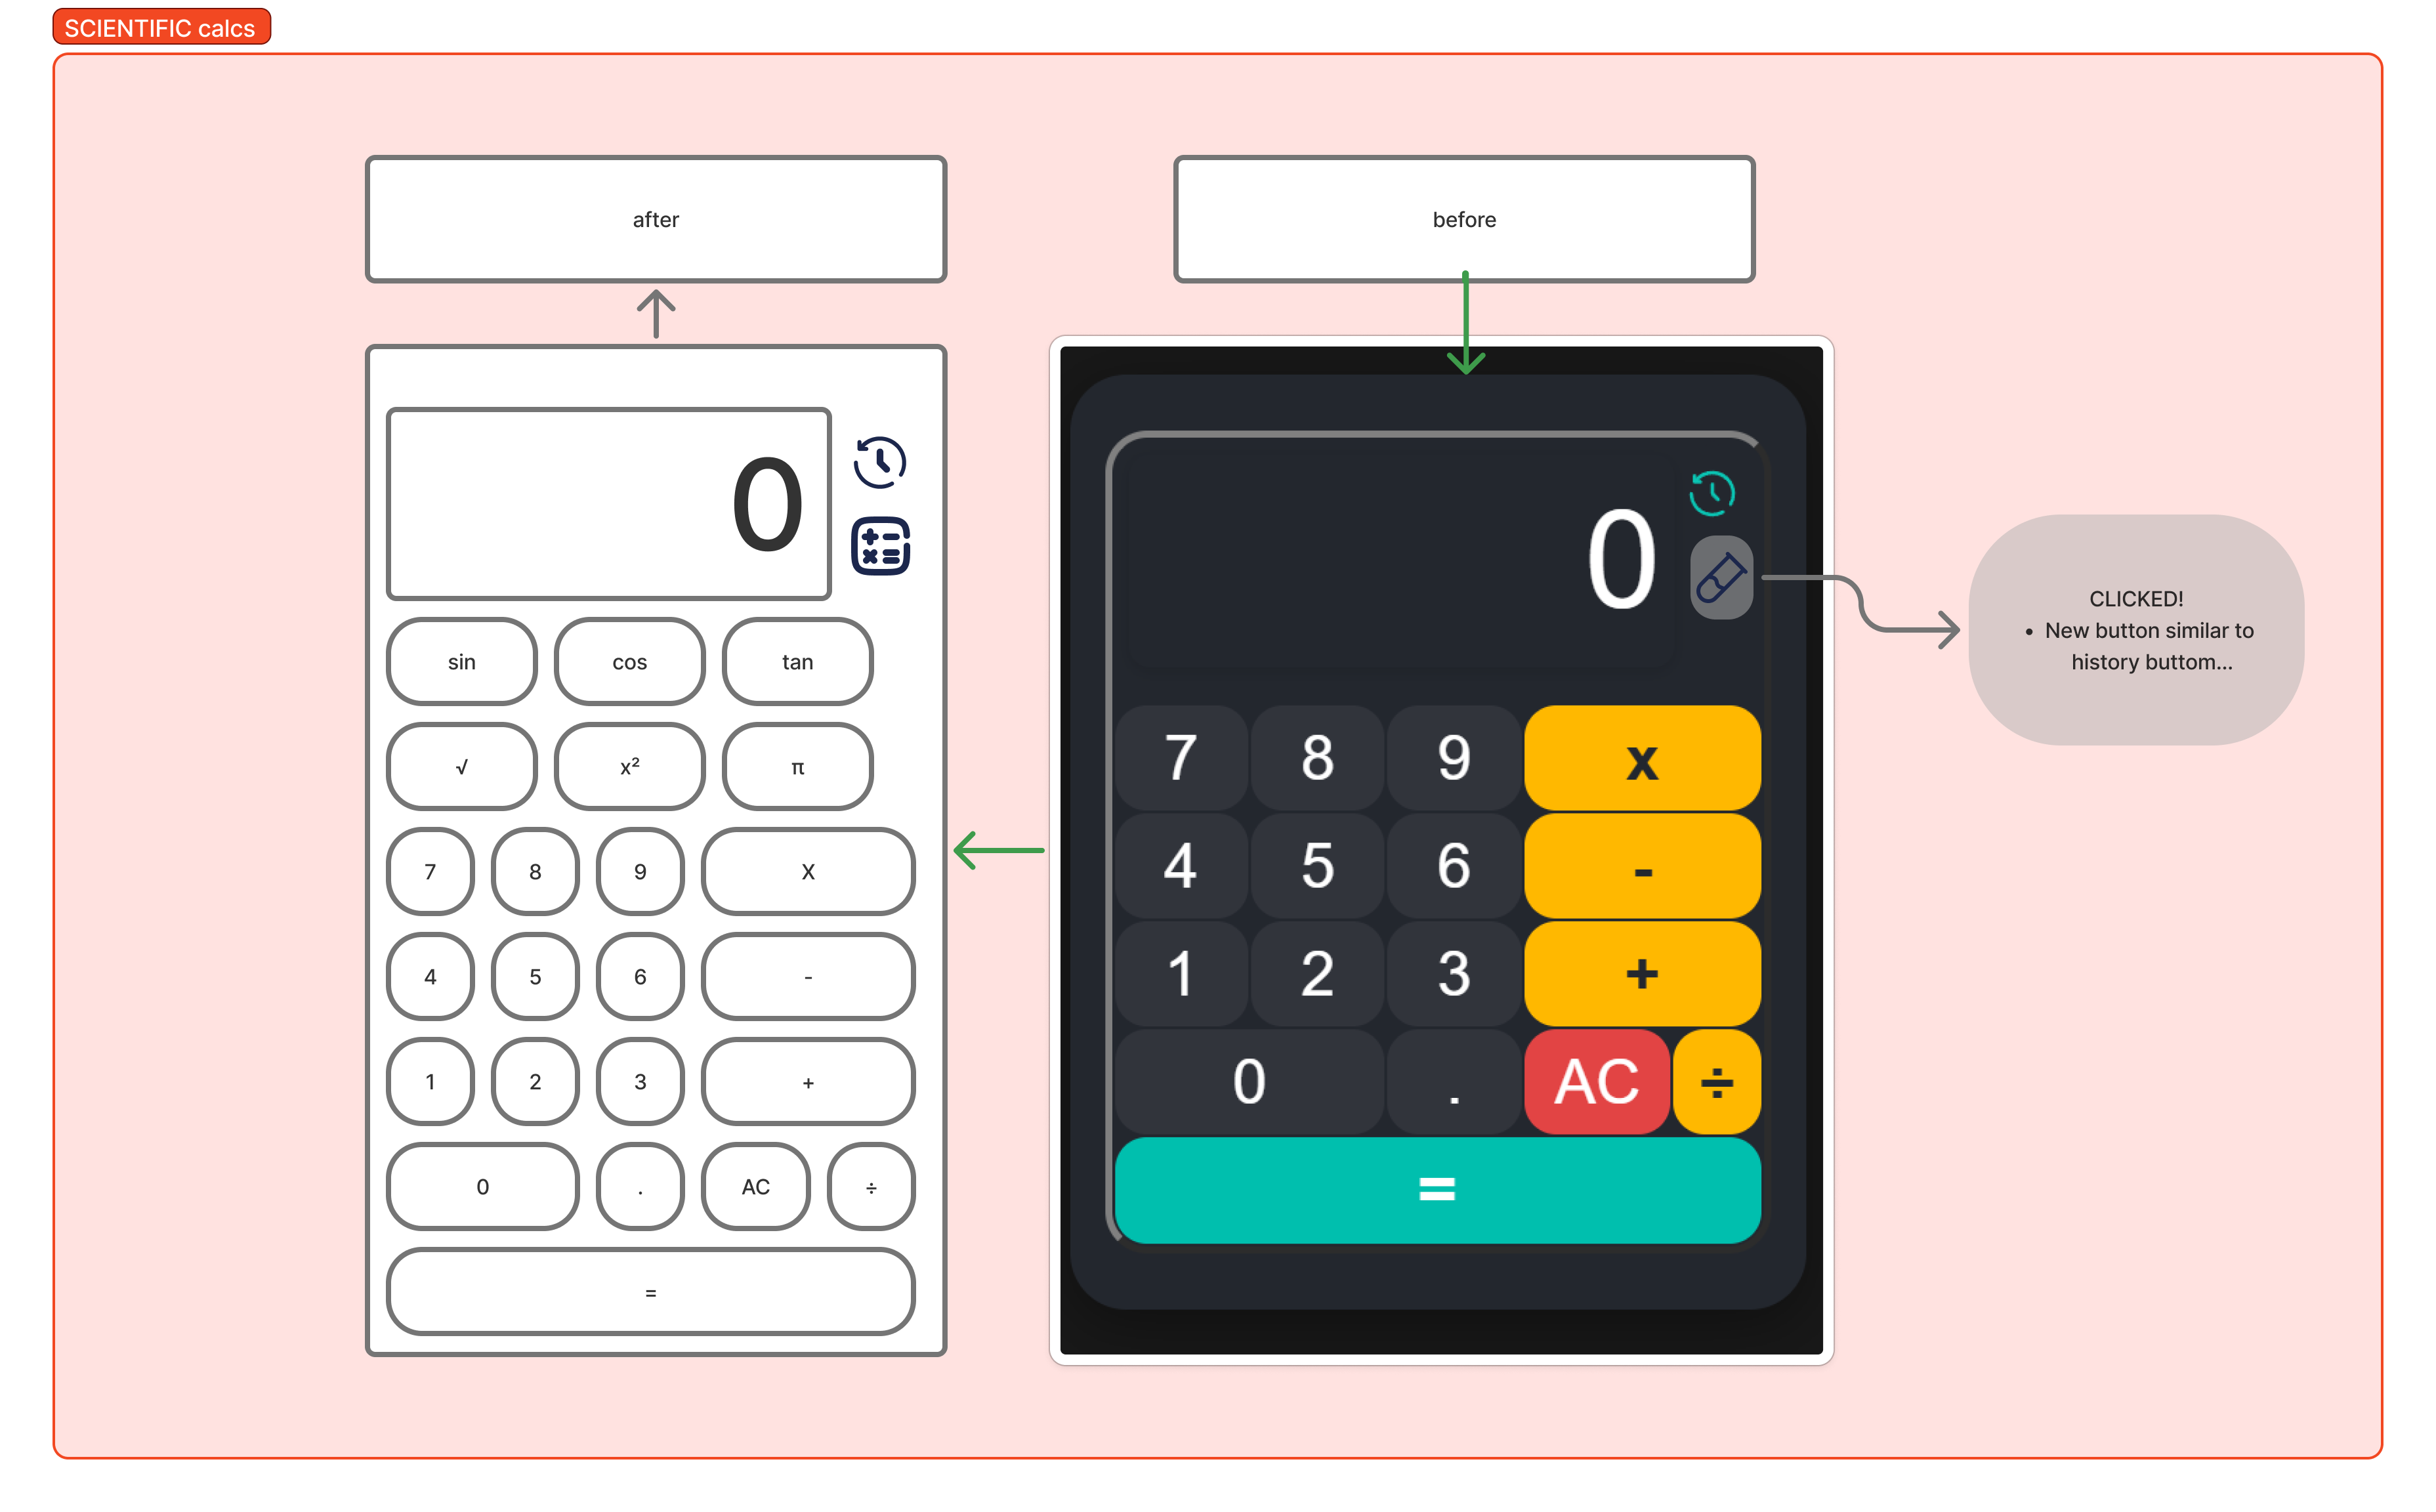 SCIENTIFIC calcs
after
before
0
sin
cos
tan
√
x²
π
7
8
9
X
4
5
6
-
1
2
3
+
0
.
AC
÷
=
0
7
8
9
x
4
5
6
-
1
2
3
+
0
.
AC
÷
=
CLICKED!
• New button similar to
history buttom...